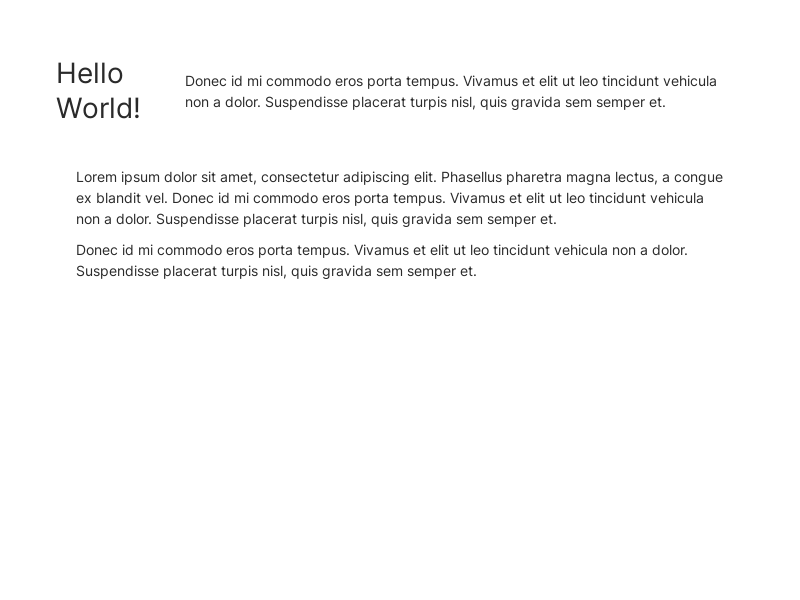 Hello
World!
Donec id mi commodo eros porta tempus. Vivamus et elit ut leo tincidunt vehicula
non a dolor. Suspendisse placerat turpis nisl, quis gravida sem semper et.
Lorem ipsum dolor sit amet, consectetur adipiscing elit. Phasellus pharetra magna lectus, a congue
ex blandit vel. Donec id mi commodo eros porta tempus. Vivamus et elit ut leo tincidunt vehicula
non a dolor. Suspendisse placerat turpis nisl, quis gravida sem semper et.
Donec id mi commodo eros porta tempus. Vivamus et elit ut leo tincidunt vehicula non a dolor.
Suspendisse placerat turpis nisl, quis gravida sem semper et.